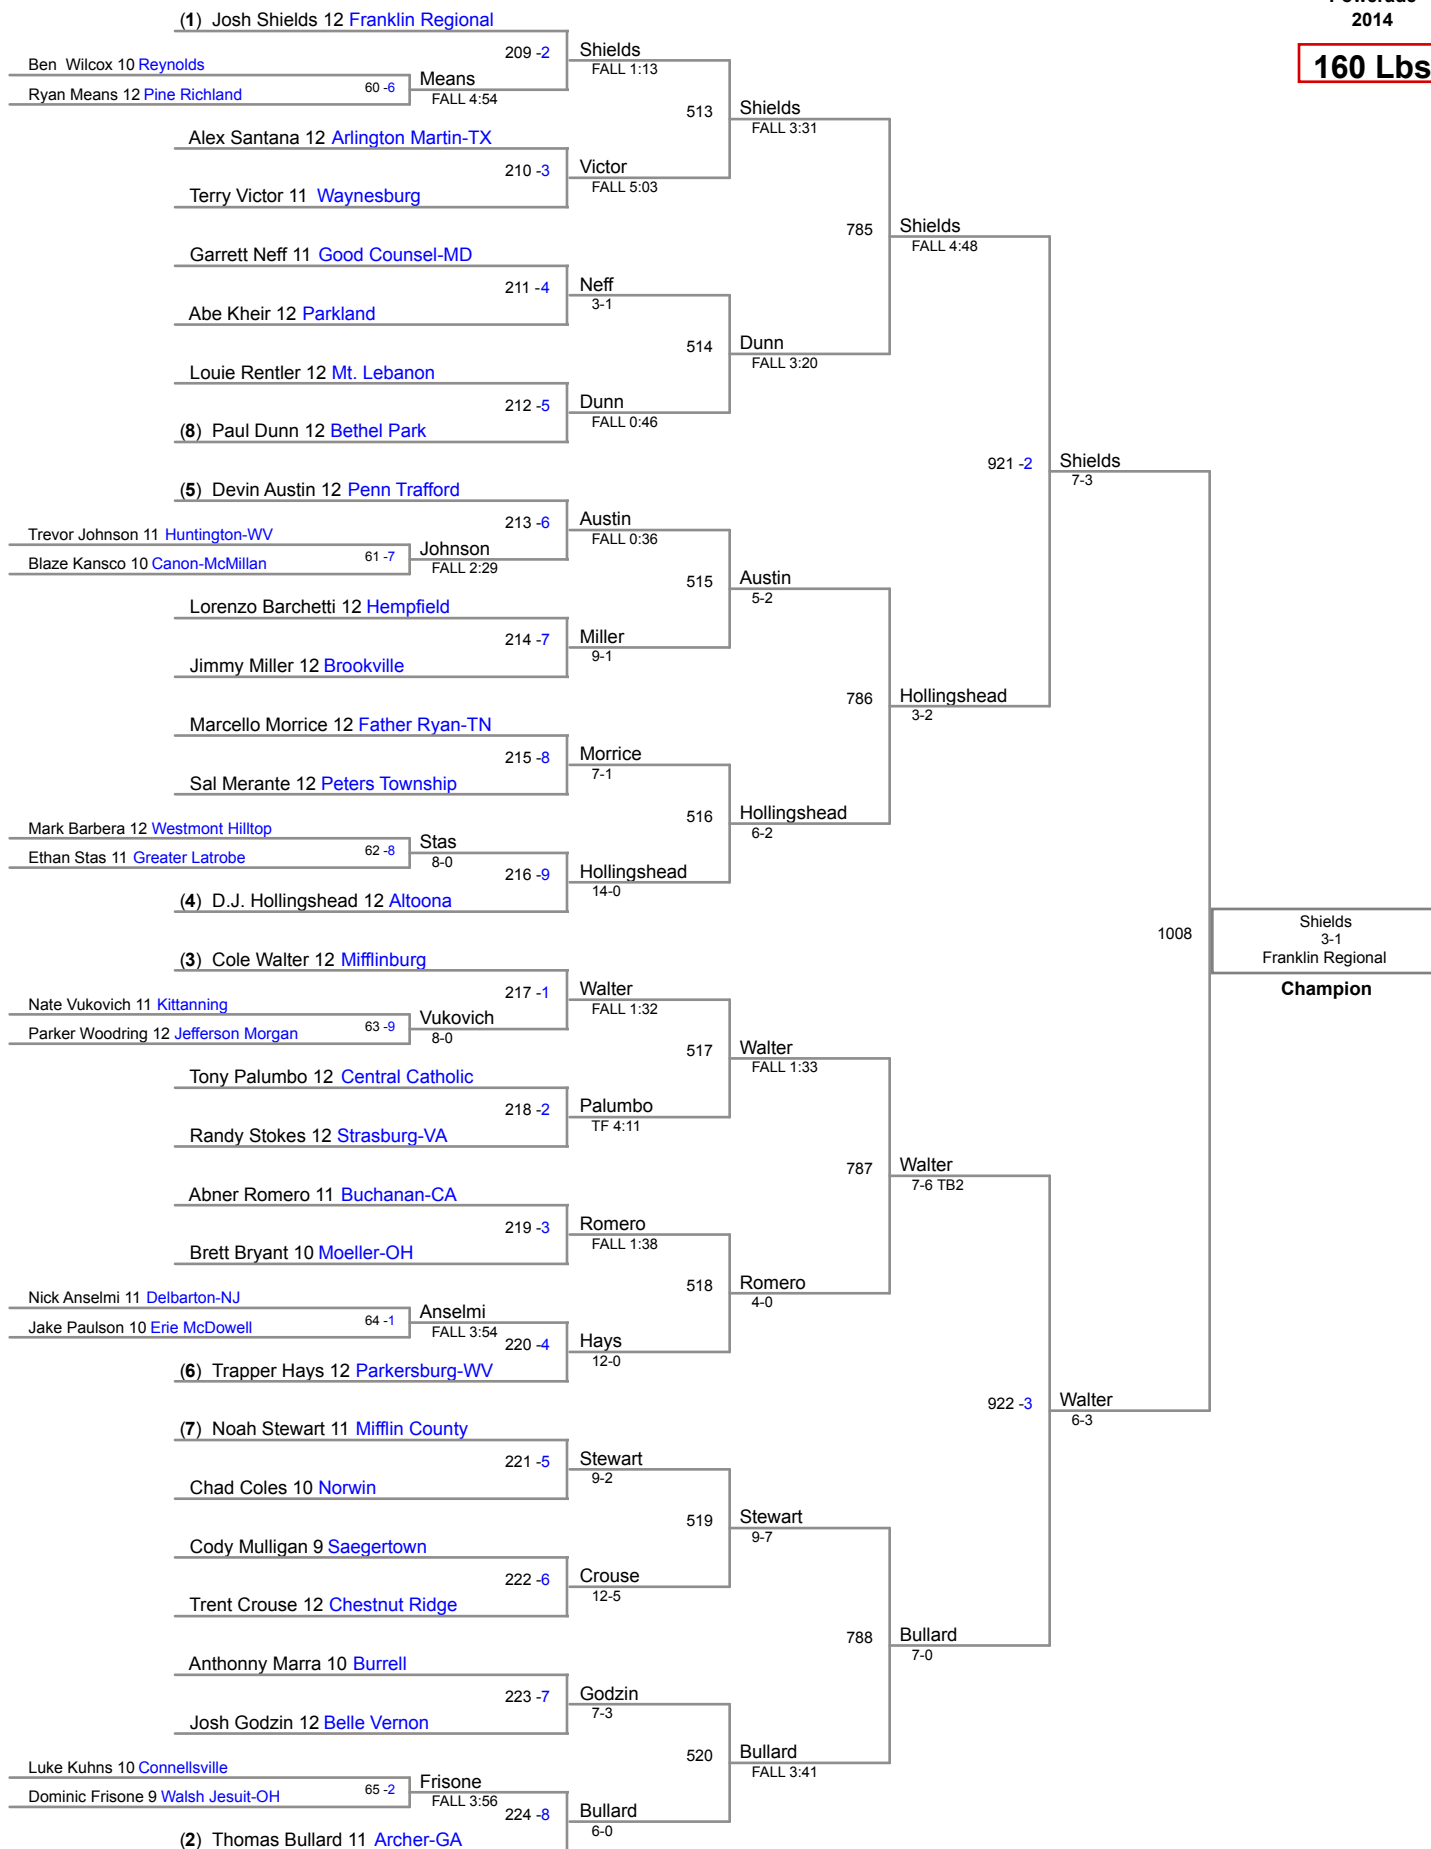 2014
160 Lbs
(1) Josh Shields 12 Franklin Regional
209 -2
Shields
FALL 1:13
Ben Wilcox 10 Reynolds
Ryan Means 12 Pine Richland
60 -6
Means
FALL 4:54
513
Shields
FALL 3:31
Alex Santana 12 Arlington Martin-TX
210 -3
Victor
FALL 5:03
Terry Victor 11 Waynesburg
785
Shields
FALL 4:48
Garrett Neff 11 Good Counsel-MD
211 -4
Neff
3-1
Abe Kheir 12 Parkland
514
Dunn
FALL 3:20
Louie Rentler 12 Mt. Lebanon
212 -5
Dunn
FALL 0:46
(8) Paul Dunn 12 Bethel Park
921 -2
Shields
7-3
(5) Devin Austin 12 Penn Trafford
213 -6
Austin
FALL 0:36
Trevor Johnson 11 Huntington-WV
Blaze Kansco 10 Canon-McMillan
61 -7
Johnson
FALL 2:29
515
Austin
5-2
Lorenzo Barchetti 12 Hempfield
214 -7
Miller
9-1
Jimmy Miller 12 Brookville
786
Hollingshead
3-2
Marcello Morrice 12 Father Ryan-TN
215 -8
Morrice
7-1
Sal Merante 12 Peters Township
516
Hollingshead
6-2
Mark Barbera 12 Westmont Hilltop
Ethan Stas 11 Greater Latrobe
62 -8
Stas
8-0
216 -9
Hollingshead
14-0
(4) D.J. Hollingshead 12 Altoona
1008
Shields
3-1
Franklin Regional
Champion
(3) Cole Walter 12 Mifflinburg
217 -1
Walter
FALL 1:32
Nate Vukovich 11 Kittanning
Parker Woodring 12 Jefferson Morgan
63 -9
Vukovich
8-0
517
Walter
FALL 1:33
Tony Palumbo 12 Central Catholic
218 -2
Palumbo
TF 4:11
Randy Stokes 12 Strasburg-VA
787
Walter
7-6 TB2
Abner Romero 11 Buchanan-CA
219 -3
Romero
FALL 1:38
Brett Bryant 10 Moeller-OH
518
Romero
4-0
Nick Anselmi 11 Delbarton-NJ
Jake Paulson 10 Erie McDowell
64 -1
Anselmi
FALL 3:54
220 -4
Hays
12-0
(6) Trapper Hays 12 Parkersburg-WV
922 -3
Walter
6-3
(7) Noah Stewart 11 Mifflin County
221 -5
Stewart
9-2
Chad Coles 10 Norwin
519
Stewart
9-7
Cody Mulligan 9 Saegertown
222 -6
Crouse
12-5
Trent Crouse 12 Chestnut Ridge
788
Bullard
7-0
Anthonny Marra 10 Burrell
223 -7
Godzin
7-3
Josh Godzin 12 Belle Vernon
520
Bullard
FALL 3:41
Luke Kuhns 10 Connellsville
Dominic Frisone 9 Walsh Jesuit-OH
65 -2
Frisone
FALL 3:56
224 -8
Bullard
6-0
(2) Thomas Bullard 11 Archer-GA